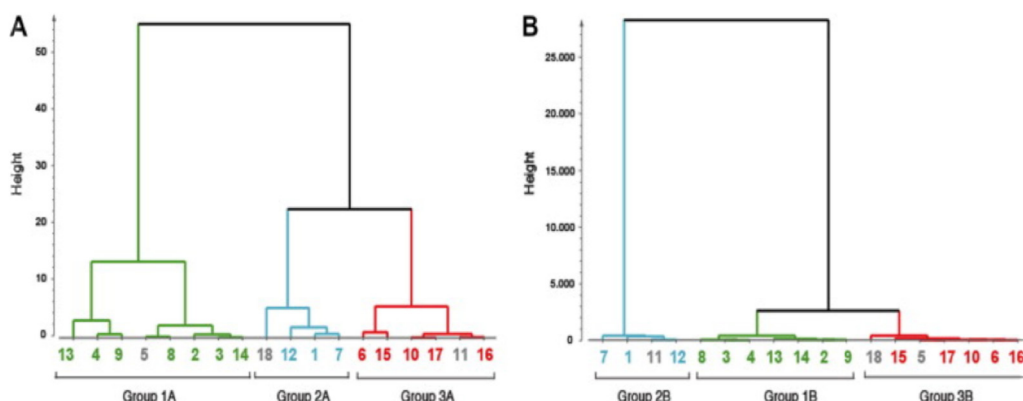 A
Height
50
40
30
20
10
0
13 4 9 5 8 2 3 14 18 12 1 7 6 15 10 17 11 16
Group 1A Group 2A Group 3A
B
Height
25.000
20.000
15.000
10.000
5.000
0.000
7 1 11 12 8 3 4 13 14 2 9 18 15 5 17 10 6 16
Group 2B Group 1B Group 3B